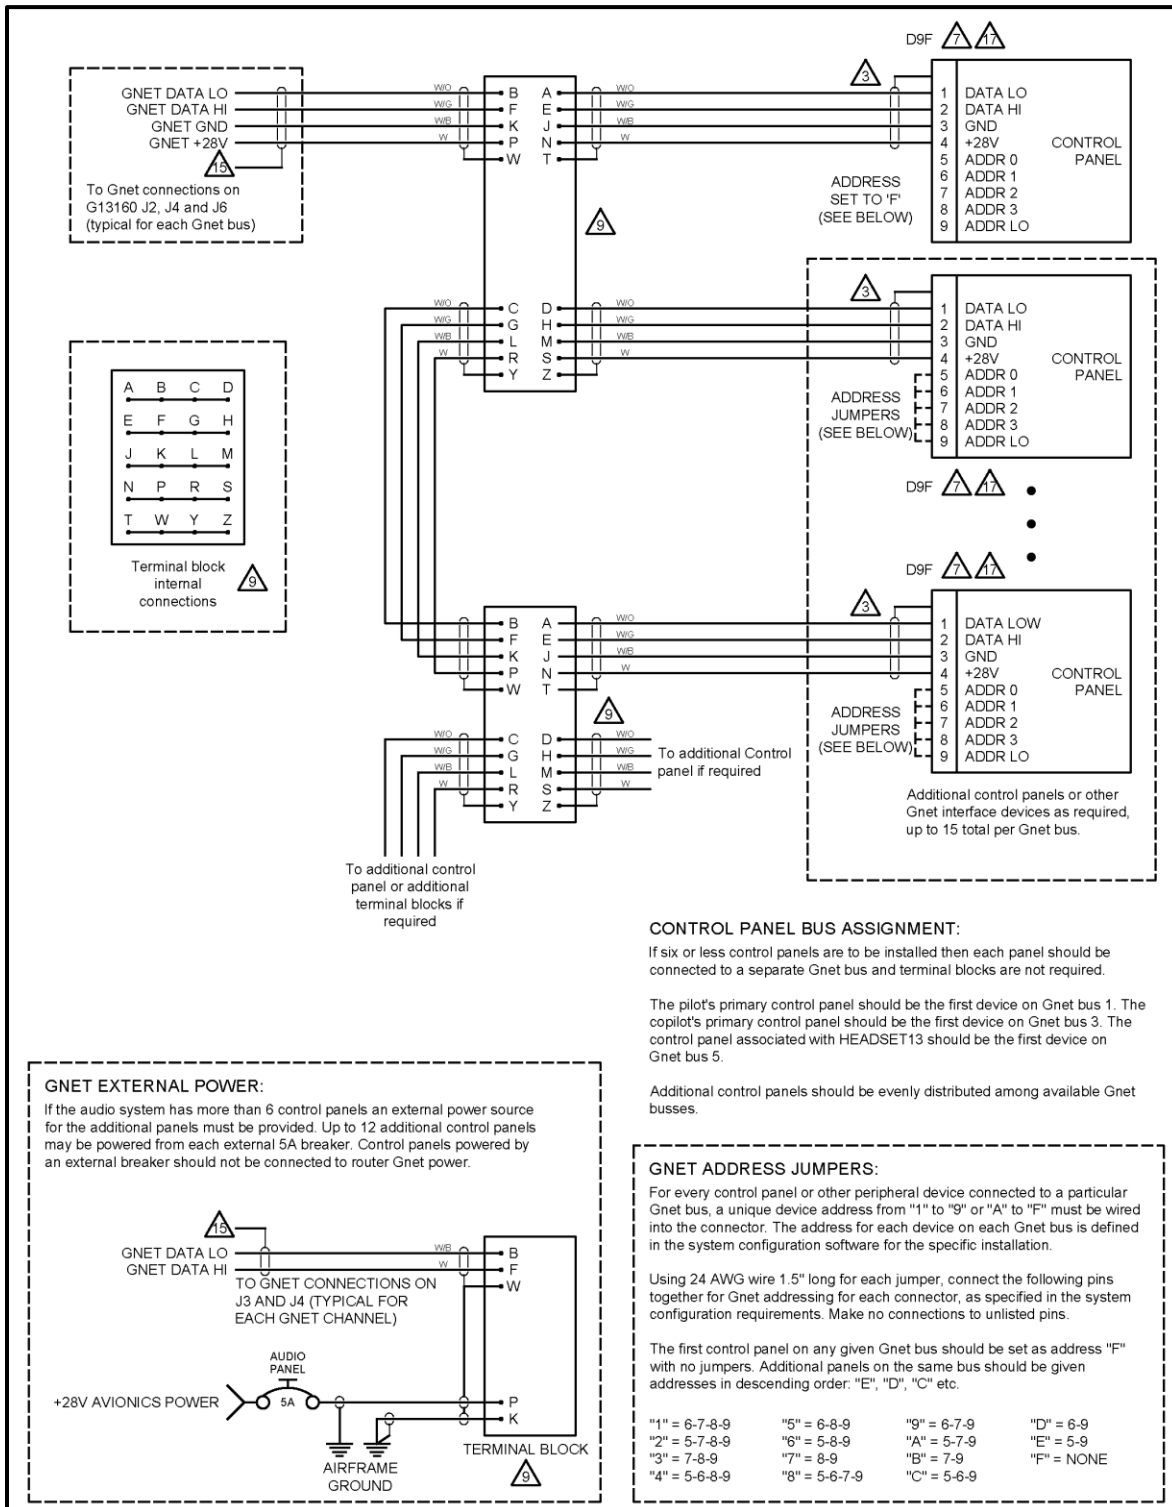 D9F 7 17
GNET DATA LO
GNET DATA HI
GNET GND
GNET +28V
15
To Gnet connections on
G13160 J2, J4 and J6
(typical for each Gnet bus)
W/O B A W/O
W/G F E W/G
W/B K J W/B
W P N W
W T
9
3
1 DATA LO
2 DATA HI
3 GND
4 +28V
5 ADDR 0
6 ADDR 1
7 ADDR 2
8 ADDR 3
9 ADDR LO
CONTROL
PANEL
ADDRESS
SET TO 'F'
(SEE BELOW)
W/O C D W/O
W/G G H W/G
W/B L M W/B
W R S W
Y Z
3
1 DATA LO
2 DATA HI
3 GND
4 +28V
5 ADDR 0
6 ADDR 1
7 ADDR 2
8 ADDR 3
9 ADDR LO
CONTROL
PANEL
ADDRESS
JUMPERS
(SEE BELOW)
D9F 7 17
A B C D
E F G H
J K L M
N P R S
T W Y Z
Terminal block
internal
connections
9
D9F 7 17
3
B A W/O
F E W/G
K J W/B
P N W
W T
9
1 DATA LOW
2 DATA HI
3 GND
4 +28V
5 ADDR 0
6 ADDR 1
7 ADDR 2
8 ADDR 3
9 ADDR LO
CONTROL
PANEL
ADDRESS
JUMPERS
(SEE BELOW)
W/O C D W/O
W/G G H W/G
W/B L M W/B
W R S W
Y Z
To additional Control
panel if required
Additional control panels or other
Gnet interface devices as required,
up to 15 total per Gnet bus.
To additional control
panel or additional
terminal blocks if
required
CONTROL PANEL BUS ASSIGNMENT:
If six or less control panels are to be installed then each panel should be
connected to a separate Gnet bus and terminal blocks are not required.
The pilot's primary control panel should be the first device on Gnet bus 1. The
copilot's primary control panel should be the first device on Gnet bus 3. The
control panel associated with HEADSET13 should be the first device on
Gnet bus 5.
Additional control panels should be evenly distributed among available Gnet
busses.
GNET EXTERNAL POWER:
If the audio system has more than 6 control panels an external power source
for the additional panels must be provided. Up to 12 additional control panels
may be powered from each external 5A breaker. Control panels powered by
an external breaker should not be connected to router Gnet power.
15
GNET DATA LO W/B B
GNET DATA HI W F
W
TO GNET CONNECTIONS ON
J3 AND J4 (TYPICAL FOR
EACH GNET CHANNEL)
AUDIO
PANEL
+28V AVIONICS POWER 5A P
K
AIRFRAME
GROUND
TERMINAL BLOCK
9
GNET ADDRESS JUMPERS:
For every control panel or other peripheral device connected to a particular
Gnet bus, a unique device address from "1" to "9" or "A" to "F" must be wired
into the connector. The address for each device on each Gnet bus is defined
in the system configuration software for the specific installation.
Using 24 AWG wire 1.5" long for each jumper, connect the following pins
together for Gnet addressing for each connector, as specified in the system
configuration requirements. Make no connections to unlisted pins.
The first control panel on any given Gnet bus should be set as address "F"
with no jumpers. Additional panels on the same bus should be given
addresses in descending order: "E", "D", "C" etc.
"1" = 6-7-8-9 "5" = 6-8-9 "9" = 6-7-9 "D" = 6-9
"2" = 5-7-8-9 "6" = 5-8-9 "A" = 5-7-9 "E" = 5-9
"3" = 7-8-9 "7" = 8-9 "B" = 7-9 "F" = NONE
"4" = 5-6-8-9 "8" = 5-6-7-9 "C" = 5-6-9